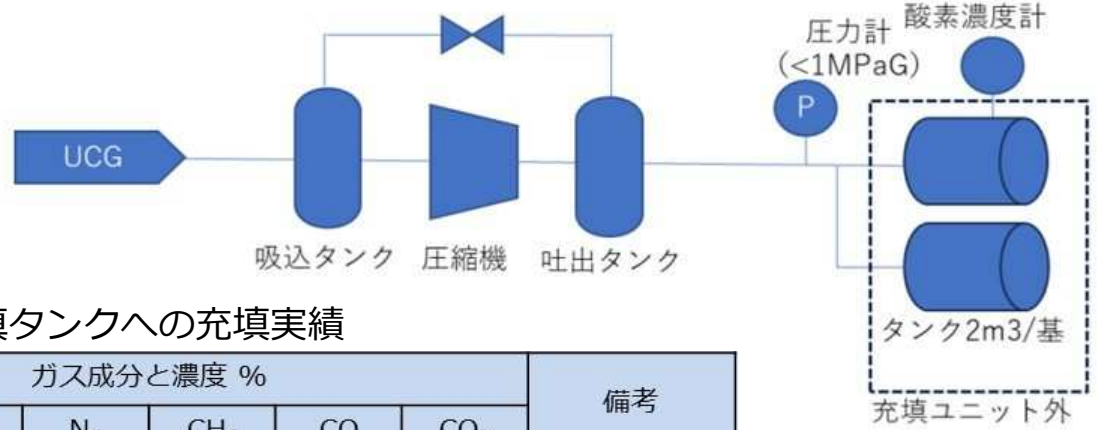 酸素濃度計
圧力計
(<1MPaG)
P
UCG
吸込タンク
圧縮機
吐出タンク
タンク2m3/基
充填ユニット外
タンクへの充填実績
ガス成分と濃度 %
備考